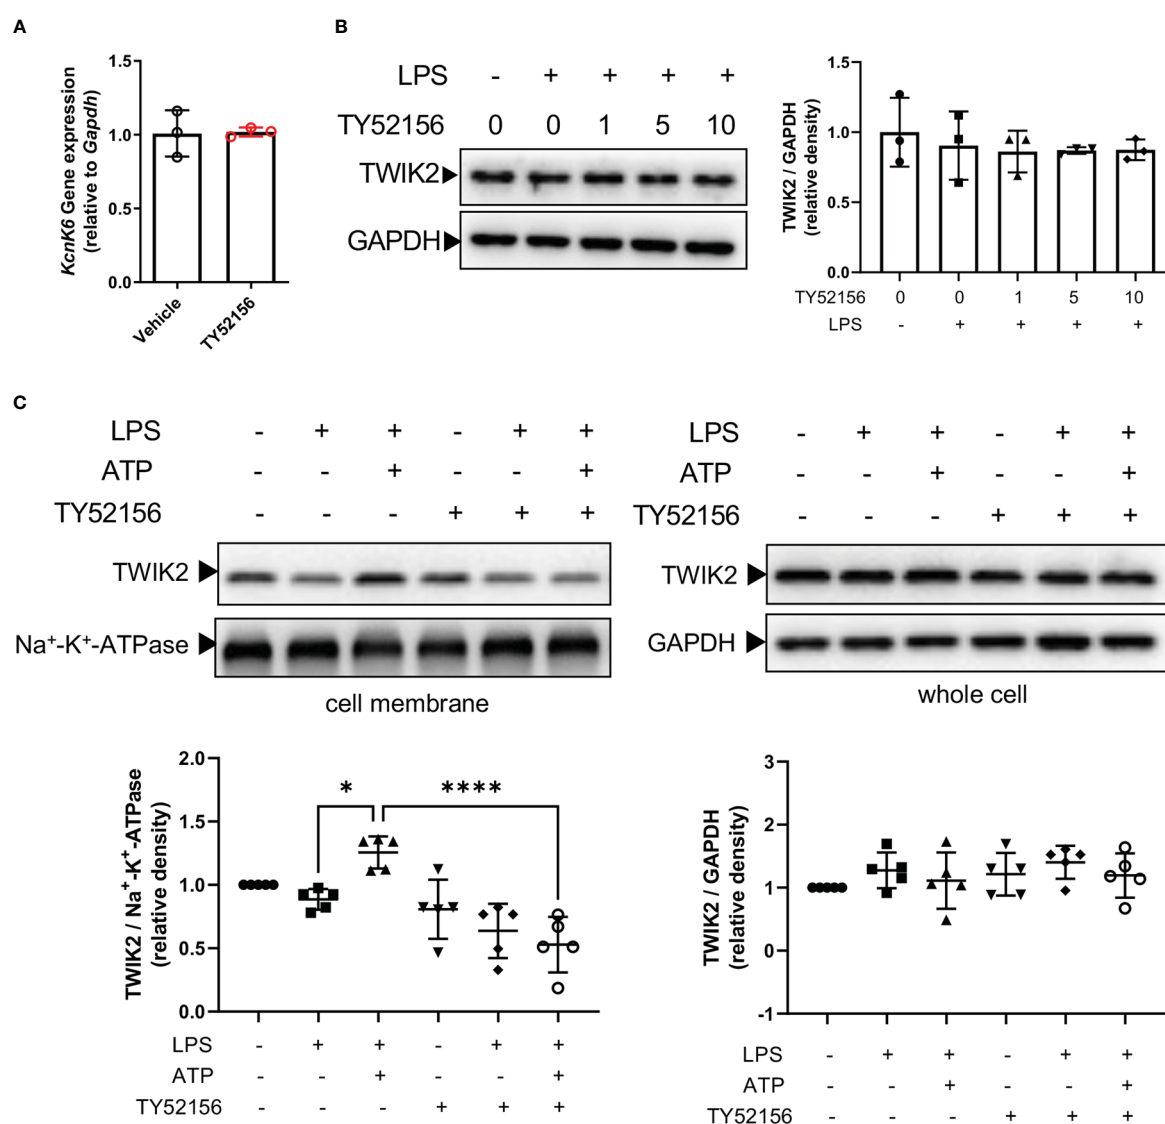 A
KcnK6 Gene expression
(relative to Gapdh)
1.5
1.0
0.5
0.0
Vehicle
TY52156
B
LPS - + + + +
TY52156 0 0 1 5 10
TWIK2
GAPDH
TWIK2 / GAPDH
(relative density)
1.5
1.0
0.5
0.0
TY52156 0 0 1 5 10
LPS - + + + +
C
LPS - + + - + +
ATP - - + - - +
TY52156 - - - + + +
TWIK2
Na⁺-K⁺-ATPase
cell membrane
LPS - + + - + +
ATP - - + - - +
TY52156 - - - + + +
TWIK2
GAPDH
whole cell
TWIK2 / Na⁺-K⁺-ATPase
(relative density)
2.0
1.5
1.0
0.5
0.0
* ****
LPS - + + - + +
ATP - - + - - +
TY52156 - - - + + +
TWIK2 / GAPDH
(relative density)
3
2
1
0
-1
LPS - + + - + +
ATP - - + - - +
TY52156 - - - + + +